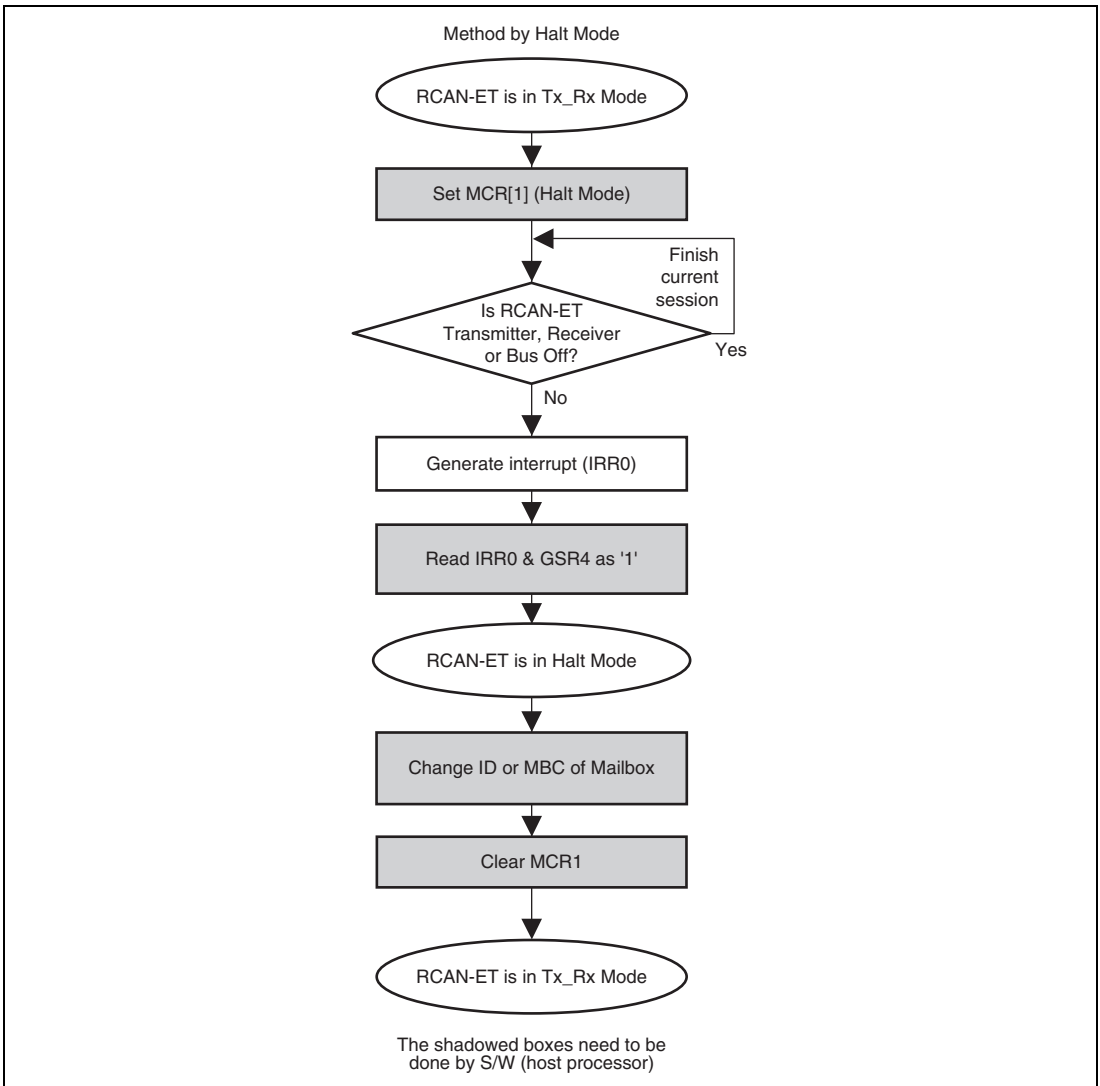 Method by Halt Mode
RCAN-ET is in Tx_Rx Mode
Set MCR[1] (Halt Mode)
Finish
current
session
Is RCAN-ET
Transmitter, Receiver
or Bus Off?
Yes
No
Generate interrupt (IRR0)
Read IRR0 & GSR4 as '1'
RCAN-ET is in Halt Mode
Change ID or MBC of Mailbox
Clear MCR1
RCAN-ET is in Tx_Rx Mode
The shadowed boxes need to be
done by S/W (host processor)